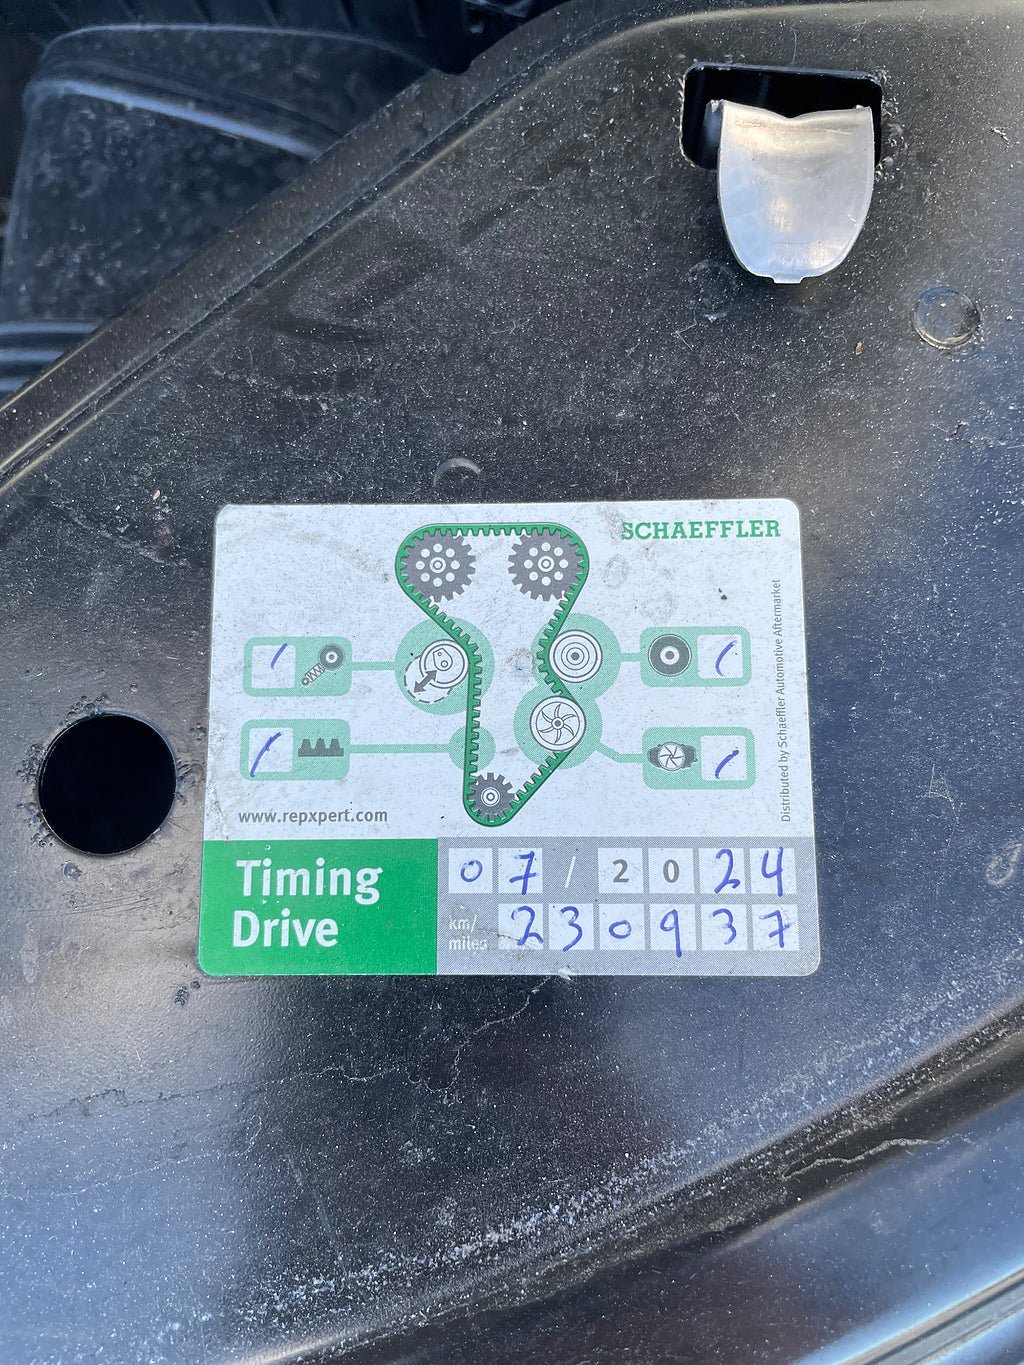 SCHAEFFLER
Distributed by Schaeffler Automotive Aftermarket
www.repxpert.com
Timing
Drive
07 / 2024
km/
miles
230937